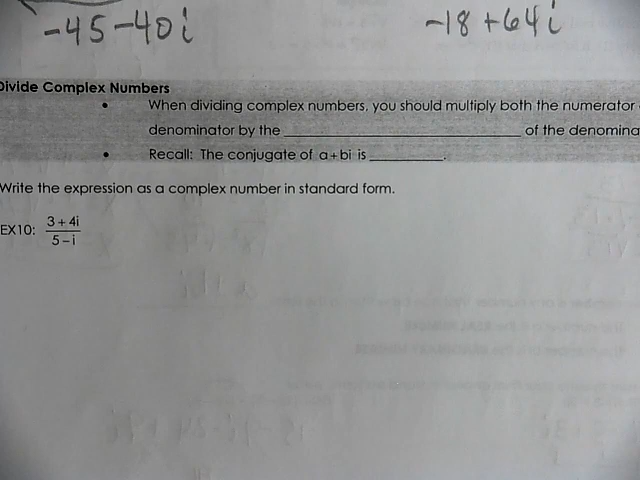 -45-40i
-18+64i
Divide Complex Numbers
• When dividing complex numbers, you should multiply both the numerator
denominator by the ____________________ of the denomina
• Recall: The conjugate of a+bi is __________.
Write the expression as a complex number in standard form.
EX10: 3+4i
5-i